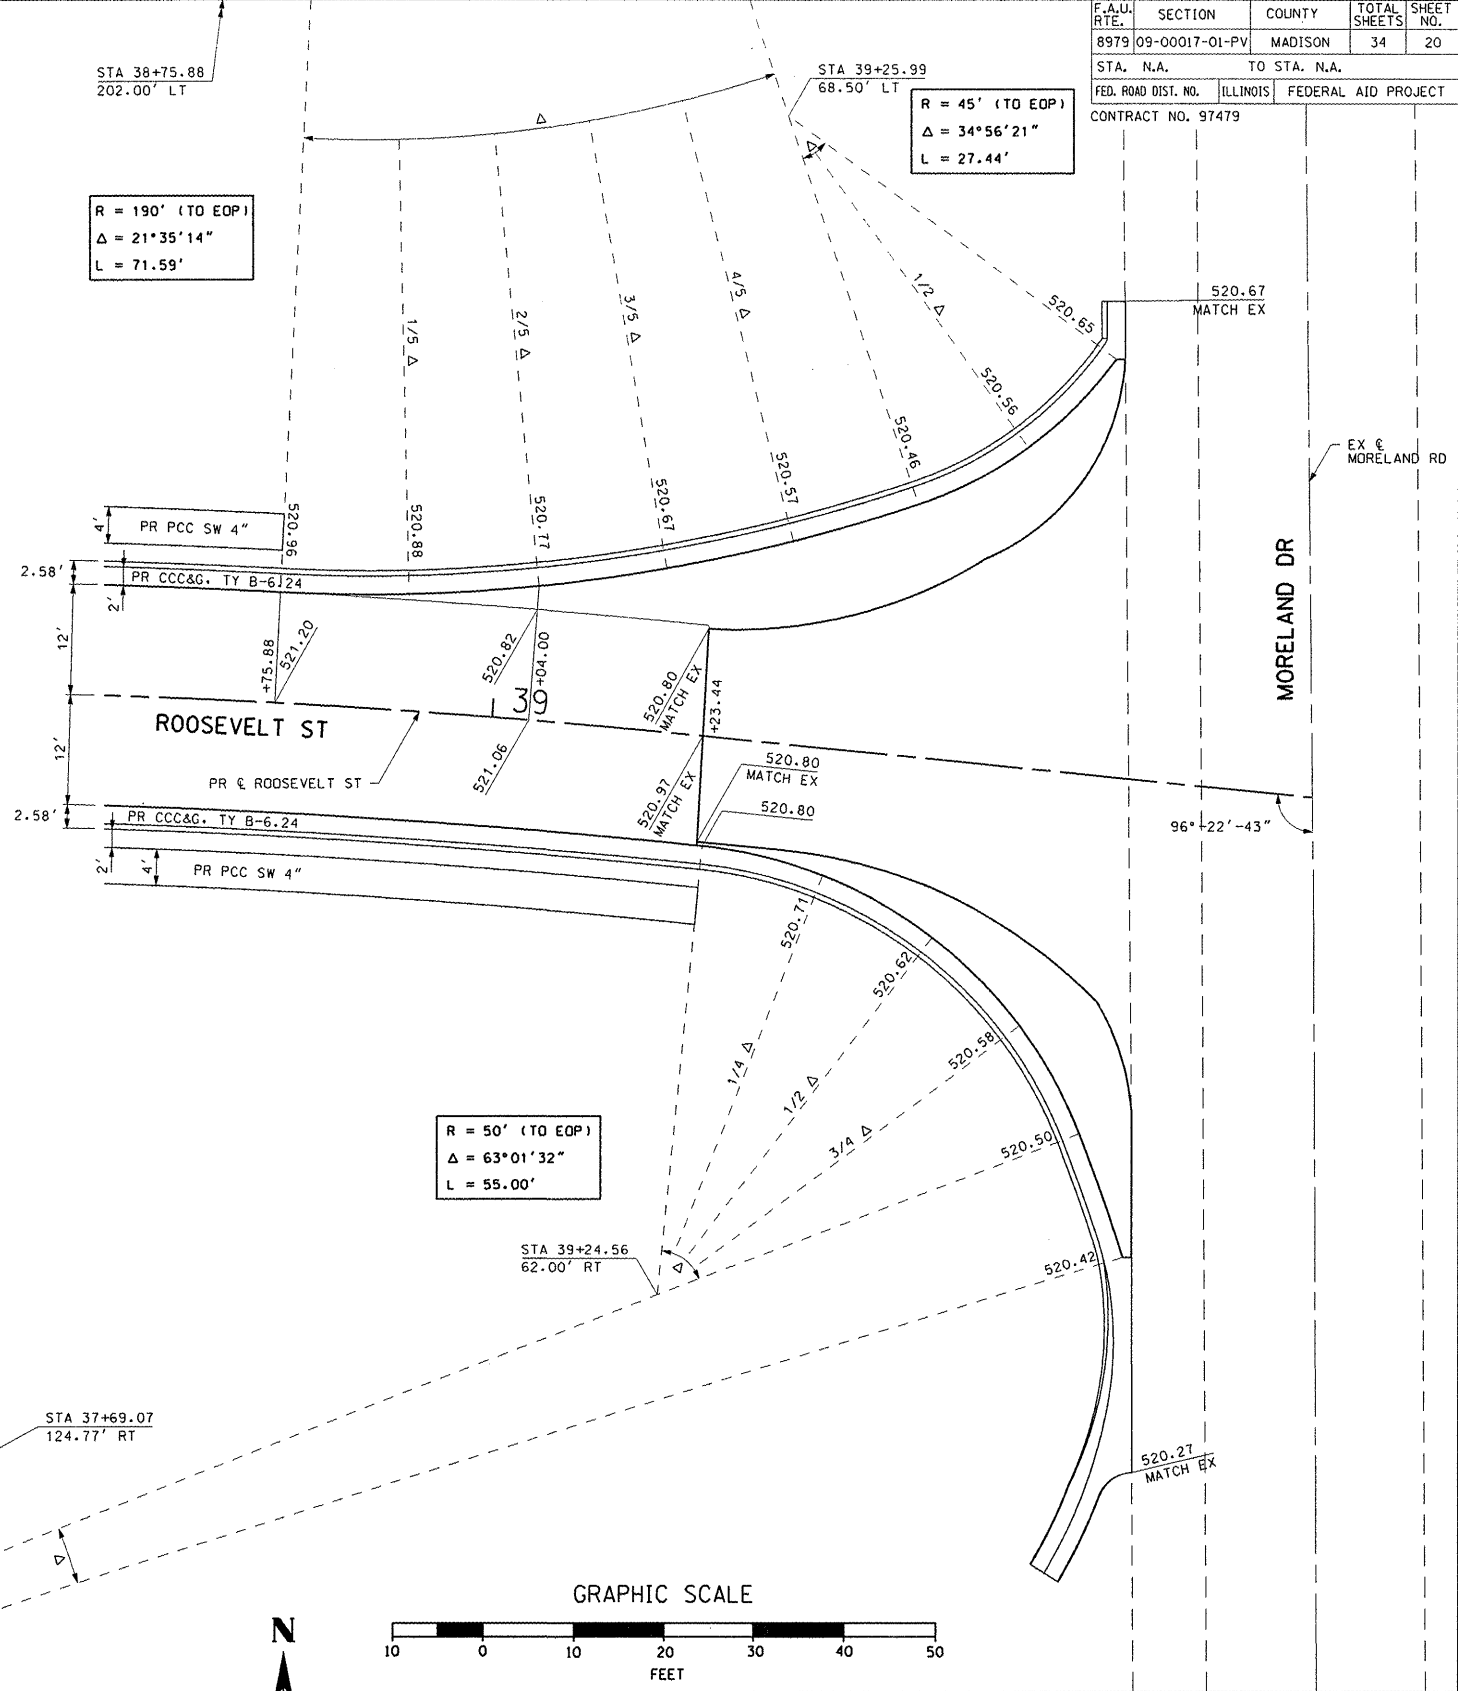 F.A.U. RTE. SECTION COUNTY TOTAL SHEETS SHEET NO.
8979 09-00017-01-PV MADISON 34 20
STA. N.A. TO STA. N.A.
FED. ROAD DIST. NO. ILLINOIS FEDERAL AID PROJECT
CONTRACT NO. 97479
STA 38+75.88
202.00' LT
STA 39+25.99
68.50' LT
R = 45' (TO EOP)
Δ = 34°56'21"
L = 27.44'
R = 190' (TO EOP)
Δ = 21°35'14"
L = 71.59'
Δ
Δ
1/5 Δ
2/5 Δ
3/5 Δ
4/5 Δ
1/2 Δ
520.65
520.67
MATCH EX
520.56
520.46
520.57
520.67
520.77
520.88
520.96
EX ℄
MORELAND RD
MORELAND DR
4'
PR PCC SW 4"
2.58'
PR CCC&G. TY B-6.24
2'
12'
+75.88
521.20
520.82
+04.00
520.80
MATCH EX
+23.44
39
ROOSEVELT ST
12'
PR ℄ ROOSEVELT ST
521.06
520.97
MATCH EX
520.80
MATCH EX
520.80
96°-22'-43"
2.58'
PR CCC&G. TY B-6.24
2'
4'
PR PCC SW 4"
520.71
520.62
520.58
520.50
520.42
1/4 Δ
1/2 Δ
3/4 Δ
R = 50' (TO EOP)
Δ = 63°01'32"
L = 55.00'
STA 39+24.56
62.00' RT
Δ
STA 37+69.07
124.77' RT
Δ
520.27
MATCH EX
GRAPHIC SCALE
10 0 10 20 30 40 50
FEET
N